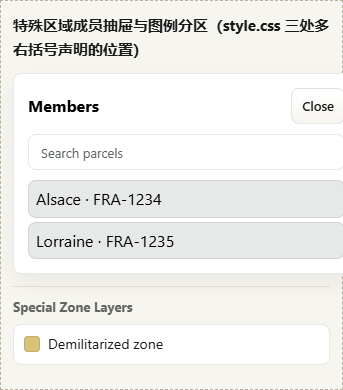 特殊区域成员抽屉与图例分区（style.css 三处多
右括号声明的位置)
Members
Close
Search parcels
Alsace · FRA-1234
Lorraine · FRA-1235
Special Zone Layers
Demilitarized zone